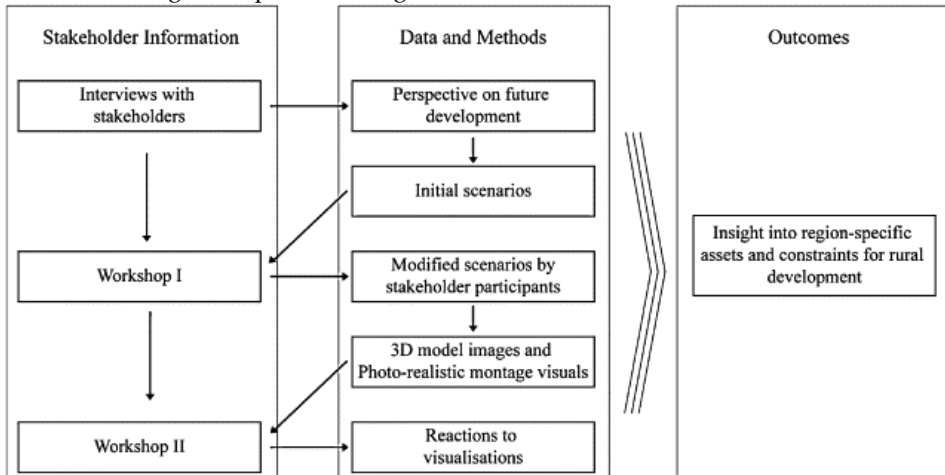 Stakeholder Information
Interviews with
stakeholders
Workshop I
Workshop II
Data and Methods
Perspective on future
development
Initial scenarios
Modified scenarios by
stakeholder participants
3D model images and
Photo-realistic montage visuals
Reactions to
visualisations
Outcomes
Insight into region-specific
assets and constraints for rural
development